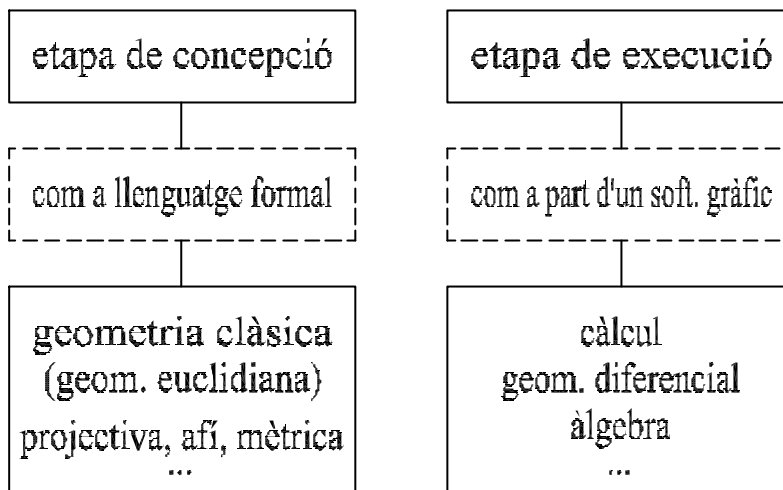 etapa de concepció
com a llenguatge formal
geometria clàsica
(geom. euclidiana)
projectiva, afí, mètrica
...
etapa de execució
com a part d'un soft. gràfic
càlcul
geom. diferencial
àlgebra
...